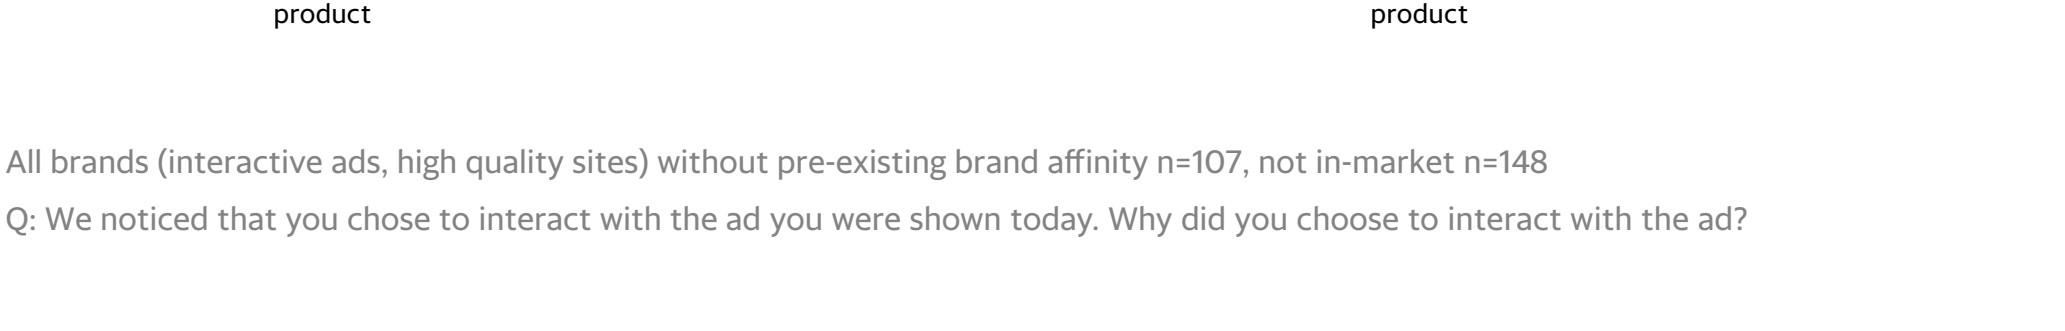 product product
All brands (interactive ads, high quality sites) without pre-existing brand affinity n=107, not in-market n=148
Q: We noticed that you chose to interact with the ad you were shown today. Why did you choose to interact with the ad?